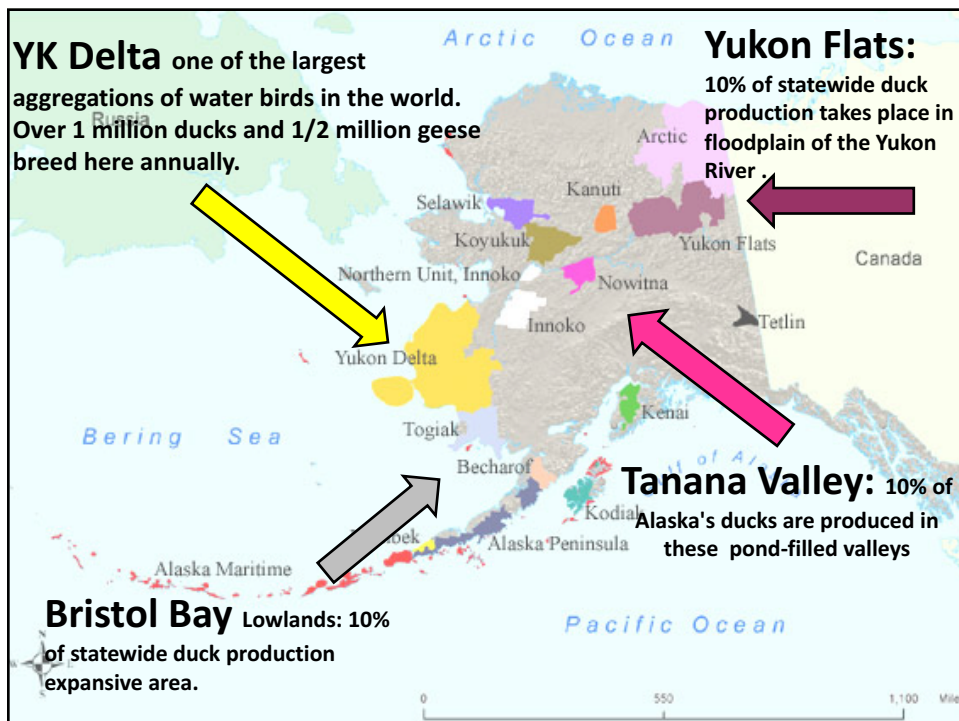 Arctic Ocean
YK Delta one of the largest
aggregations of water birds in the world.
Over 1 million ducks and 1/2 million geese
breed here annually.
Russia
Yukon Flats:
10% of statewide duck
production takes place in
floodplain of the Yukon
River .
Arctic
Kanuti
Selawik
Koyukuk
Yukon Flats
Canada
Northern Unit, Innoko
Nowitna
Innoko
Tetlin
Yukon Delta
Kenai
Togiak
Bering Sea
Becharof
Gulf of
Tanana Valley: 10% of
Alaska's ducks are produced in
these pond-filled valleys
Kodiak
Alaska Peninsula
Alaska Maritime
Bristol Bay Lowlands: 10%
of statewide duck production
expansive area.
Pacific Ocean
N
W
0 550 1,100 Mile